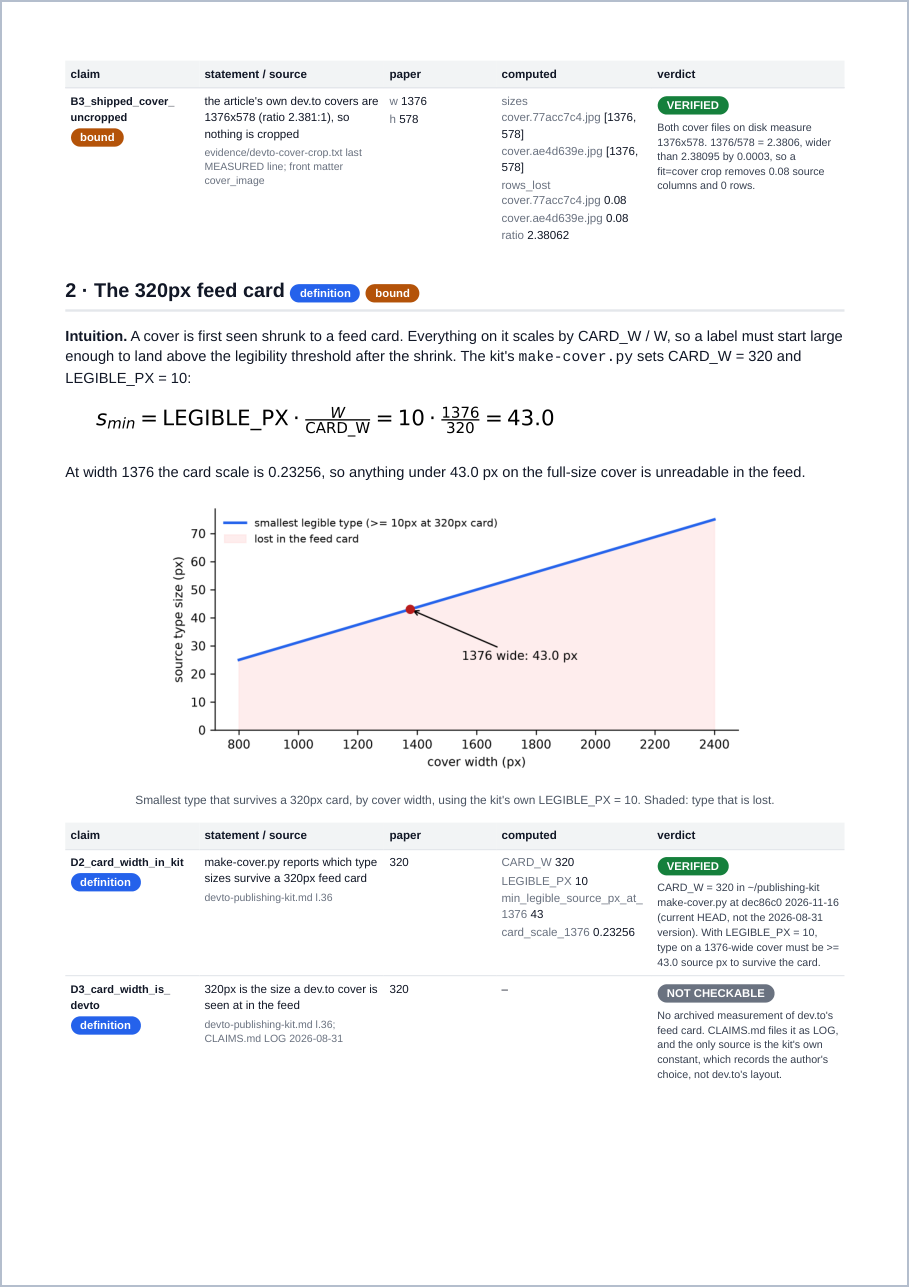 claim statement / source paper computed verdict
B3_shipped_cover_
uncropped
bound
the article's own dev.to covers are
1376x578 (ratio 2.381:1), so
nothing is cropped
evidence/devto-cover-crop.txt last
MEASURED line; front matter
cover_image
w 1376
h 578
sizes
cover.77acc7c4.jpg [1376,
578]
cover.ae4d639e.jpg [1376,
578]
rows_lost
cover.77acc7c4.jpg 0.08
cover.ae4d639e.jpg 0.08
ratio 2.38062
VERIFIED
Both cover files on disk measure
1376x578. 1376/578 = 2.3806, wider
than 2.38095 by 0.0003, so a
fit=cover crop removes 0.08 source
columns and 0 rows.
2 · The 320px feed card definition bound
Intuition. A cover is first seen shrunk to a feed card. Everything on it scales by CARD_W / W, so a label must start large
enough to land above the legibility threshold after the shrink. The kit's make-cover.py sets CARD_W = 320 and
LEGIBLE_PX = 10:
s_min = LEGIBLE_PX · W/CARD_W = 10 · 1376/320 = 43.0
At width 1376 the card scale is 0.23256, so anything under 43.0 px on the full-size cover is unreadable in the feed.
smallest legible type (>= 10px at 320px card)
lost in the feed card
source type size (px)
70
60
50
40
30
20
10
0
1376 wide: 43.0 px
800 1000 1200 1400 1600 1800 2000 2200 2400
cover width (px)
Smallest type that survives a 320px card, by cover width, using the kit's own LEGIBLE_PX = 10. Shaded: type that is lost.
claim statement / source paper computed verdict
D2_card_width_in_kit
definition
make-cover.py reports which type
sizes survive a 320px feed card
devto-publishing-kit.md l.36
320
CARD_W 320
LEGIBLE_PX 10
min_legible_source_px_at_
1376 43
card_scale_1376 0.23256
VERIFIED
CARD_W = 320 in ~/publishing-kit
make-cover.py at dec86c0 2026-11-16
(current HEAD, not the 2026-08-31
version). With LEGIBLE_PX = 10,
type on a 1376-wide cover must be >=
43.0 source px to survive the card.
D3_card_width_is_
devto
definition
320px is the size a dev.to cover is
seen at in the feed
devto-publishing-kit.md l.36;
CLAIMS.md LOG 2026-08-31
320
–
NOT CHECKABLE
No archived measurement of dev.to's
feed card. CLAIMS.md files it as LOG,
and the only source is the kit's own
constant, which records the author's
choice, not dev.to's layout.